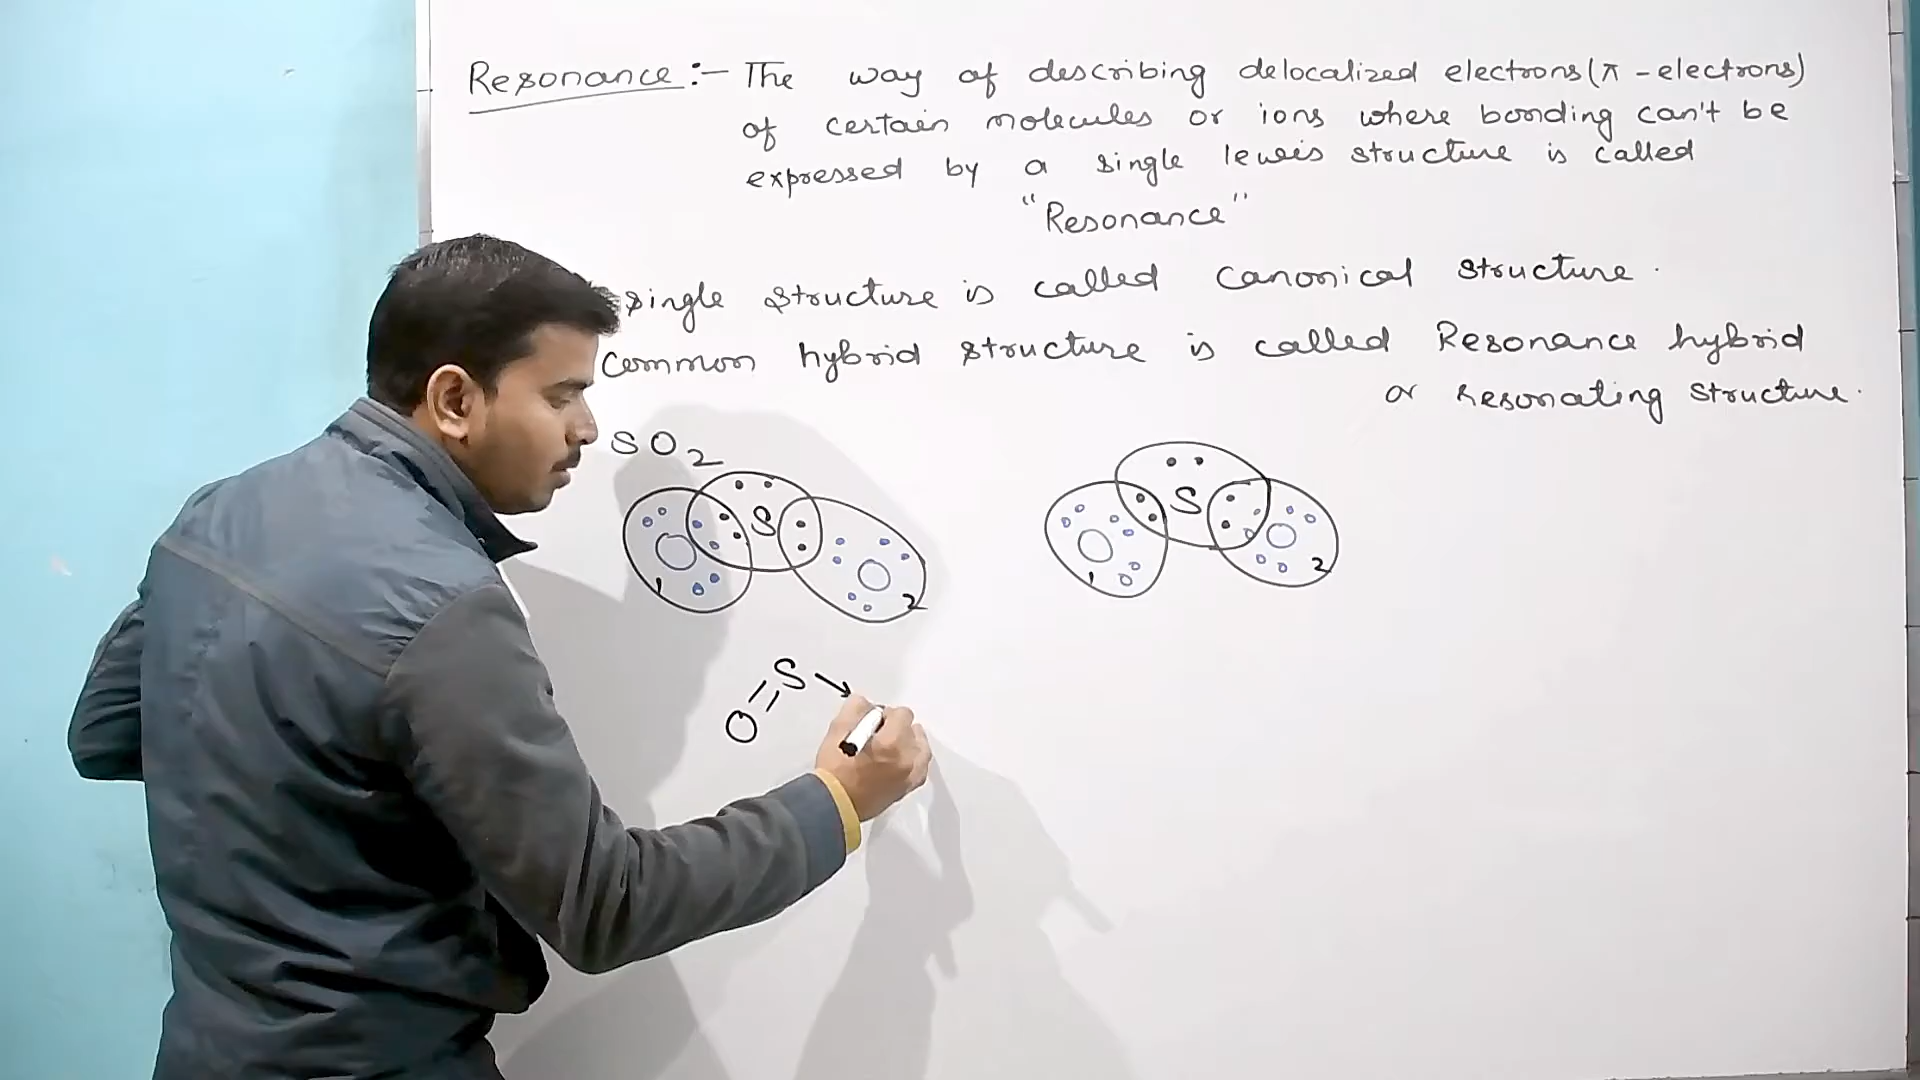 Resonance :- The way of describing delocalized electrons (π - electrons)
of certain molecules or ions where bonding can't be
expressed by a single lewis structure is called
"Resonance"
single structure is called canonical structure.
common hybrid structure is called Resonance hybrid
or resonating structure.
SO2
S
S
O
O
O
O
1
2
1
2
S
O